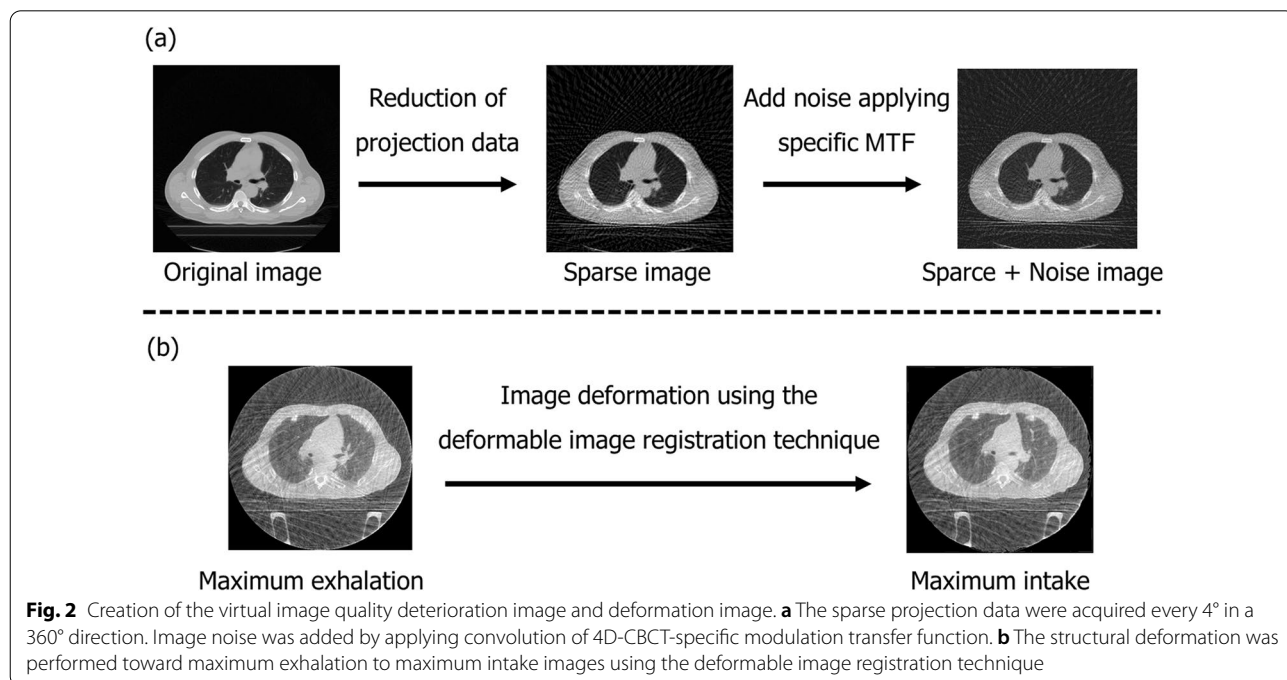 (a)
Reduction of
projection data
Add noise applying
specific MTF
Original image
Sparse image
Sparce + Noise image
(b)
Image deformation using the
deformable image registration technique
Maximum exhalation
Maximum intake
Fig. 2 Creation of the virtual image quality deterioration image and deformation image. a The sparse projection data were acquired every 4° in a
360° direction. Image noise was added by applying convolution of 4D-CBCT-specific modulation transfer function. b The structural deformation was
performed toward maximum exhalation to maximum intake images using the deformable image registration technique